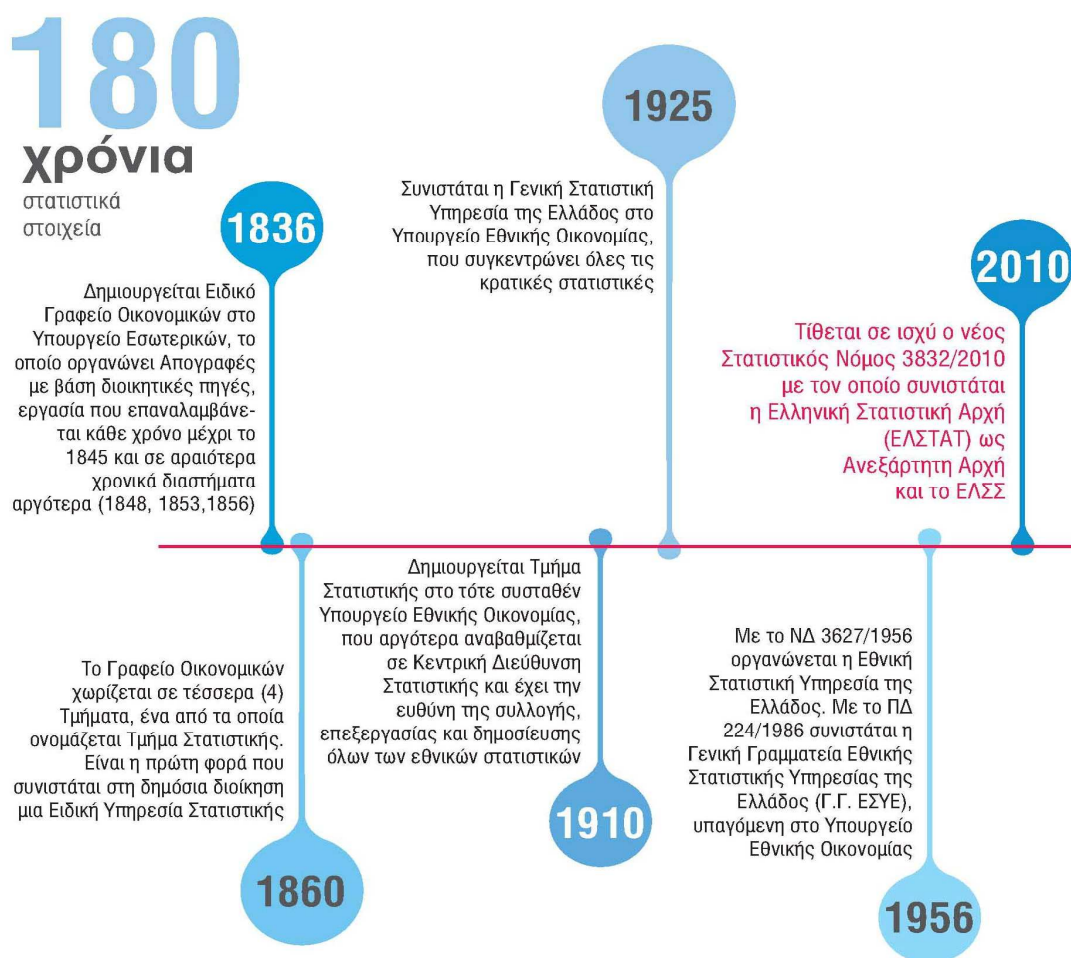 180
χρόνια
στατιστικά
στοιχεία
1836
Δημιουργείται Ειδικό
Γραφείο Οικονομικών στο
Υπουργείο Εσωτερικών, το
οποίο οργανώνει Απογραφές
με βάση διοικητικές πηγές,
εργασία που επαναλαμβάνε-
ται κάθε χρόνο μέχρι το
1845 και σε αραιότερα
χρονικά διαστήματα
αργότερα (1848, 1853,1856)
1925
Συνιστάται η Γενική Στατιστική
Υπηρεσία της Ελλάδος στο
Υπουργείο Εθνικής Οικονομίας,
που συγκεντρώνει όλες τις
κρατικές στατιστικές
2010
Τίθεται σε ισχύ ο νέος
Στατιστικός Νόμος 3832/2010
με τον οποίο συνιστάται
η Ελληνική Στατιστική Αρχή
(ΕΛΣΤΑΤ) ως
Ανεξάρτητη Αρχή
και το ΕΛΣΣ
Το Γραφείο Οικονομικών
χωρίζεται σε τέσσερα (4)
Τμήματα, ένα από τα οποία
ονομάζεται Τμήμα Στατιστικής.
Είναι η πρώτη φορά που
συνιστάται στη δημόσια διοίκηση
μια Ειδική Υπηρεσία Στατιστικής
1860
Δημιουργείται Τμήμα
Στατιστικής στο τότε συσταθέν
Υπουργείο Εθνικής Οικονομίας,
που αργότερα αναβαθμίζεται
σε Κεντρική Διεύθυνση
Στατιστικής και έχει την
ευθύνη της συλλογής,
επεξεργασίας και δημοσίευσης
όλων των εθνικών στατιστικών
1910
Με το ΝΔ 3627/1956
οργανώνεται η Εθνική
Στατιστική Υπηρεσία της
Ελλάδος. Με το ΠΔ
224/1986 συνιστάται η
Γενική Γραμματεία Εθνικής
Στατιστικής Υπηρεσίας της
Ελλάδος (Γ.Γ. ΕΣΥΕ),
υπαγόμενη στο Υπουργείο
Εθνικής Οικονομίας
1956